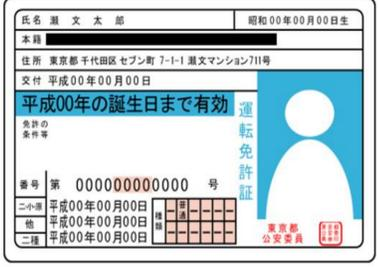 氏名 瀬 文 太 郎 昭和00年00月00日生
本籍
住所 東京都千代田区セブン町 7-1-1 瀬文マンション711号
交付 平成00年00月00日
平成00年の誕生日まで有効
免許の
条件等
運転免許証
番号 第 000000000000 号
二・小・原 平成00年00月00日
他 平成00年00月00日
二種 平成00年00月00日
種類 普通
東京都
公安委員